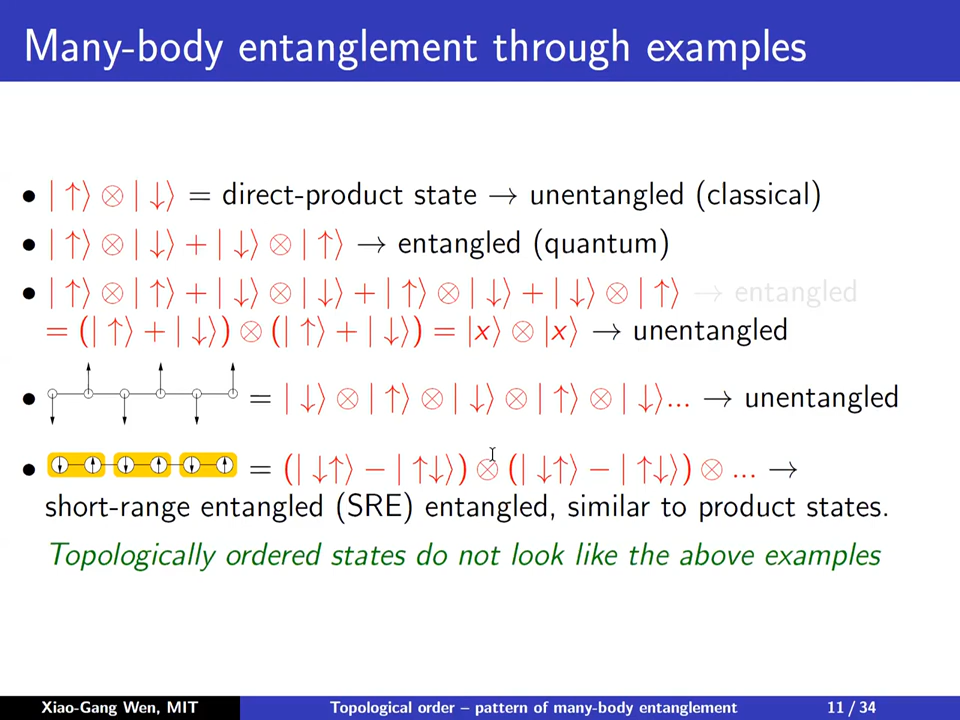 Many-body entanglement through examples
• | ↑⟩ ⊗ | ↓⟩ = direct-product state → unentangled (classical)
• | ↑⟩ ⊗ | ↓⟩ + | ↓⟩ ⊗ | ↑⟩ → entangled (quantum)
• | ↑⟩ ⊗ | ↑⟩ + | ↓⟩ ⊗ | ↓⟩ + | ↑⟩ ⊗ | ↓⟩ + | ↓⟩ ⊗ | ↑⟩ → entangled
= (| ↑⟩ + | ↓⟩) ⊗ (| ↑⟩ + | ↓⟩) = |x⟩ ⊗ |x⟩ → unentangled
• = | ↓⟩ ⊗ | ↑⟩ ⊗ | ↓⟩ ⊗ | ↑⟩ ⊗ | ↓⟩... → unentangled
• = (| ↓↑⟩ − | ↑↓⟩) ⊗ (| ↓↑⟩ − | ↑↓⟩) ⊗ ... →
short-range entangled (SRE) entangled, similar to product states.
Topologically ordered states do not look like the above examples
Xiao-Gang Wen, MIT
Topological order – pattern of many-body entanglement
11 / 34